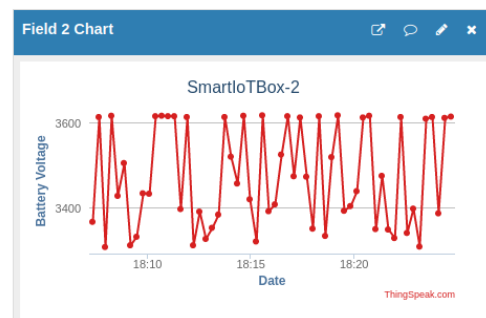 Field 2 Chart
SmartIoTBox-2
3600
3400
Battery Voltage
18:10 18:15 18:20
Date
ThingSpeak.com